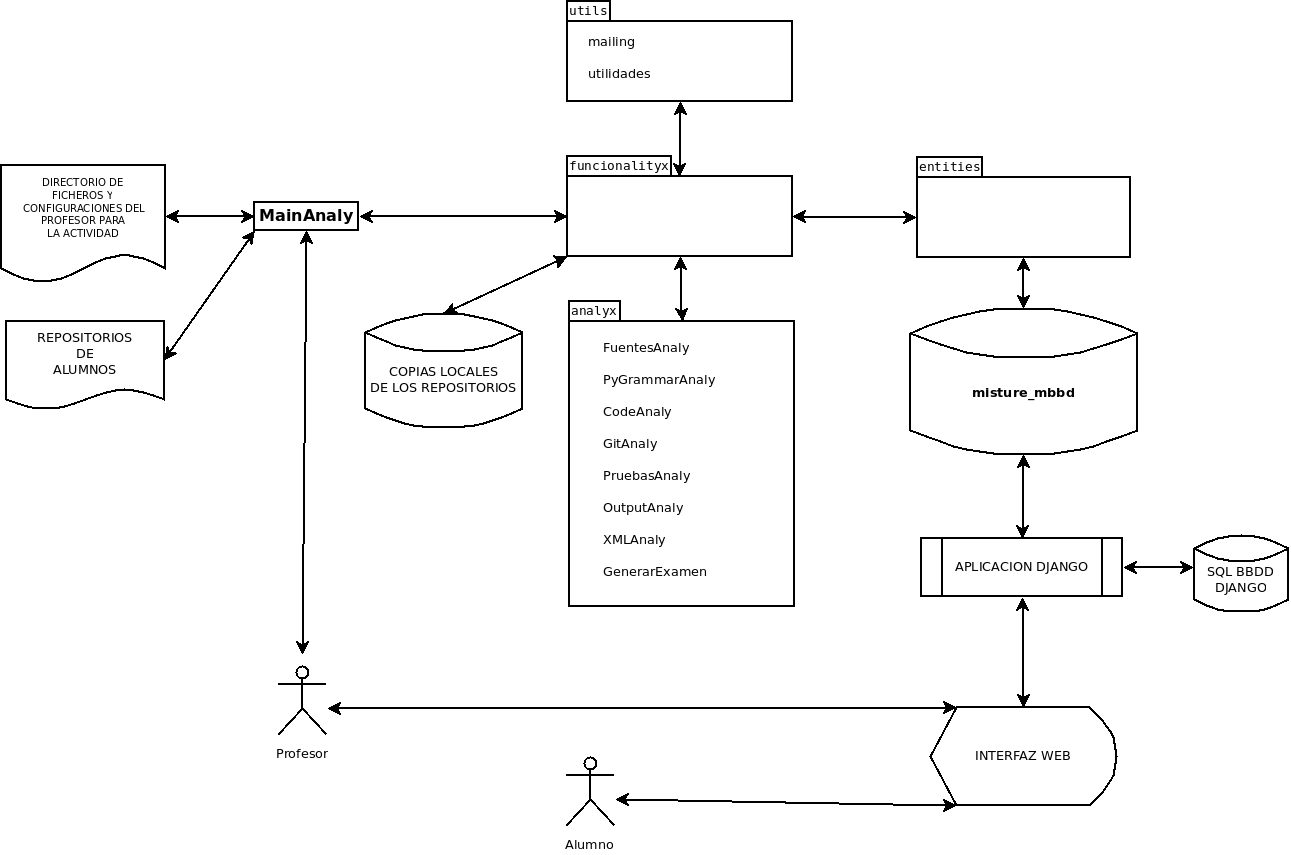 utils
mailing
utilidades
funcionalityx
entities
DIRECTORIO DE
FICHEROS Y
CONFIGURACIONES DEL
PROFESOR PARA
LA ACTIVIDAD
MainAnaly
REPOSITORIOS
DE
ALUMNOS
COPIAS LOCALES
DE LOS REPOSITORIOS
analyx
FuentesAnaly
PyGrammarAnaly
CodeAnaly
GitAnaly
PruebasAnaly
OutputAnaly
XMLAnaly
GenerarExamen
misture_mbbd
APLICACION DJANGO
SQL BBDD
DJANGO
Profesor
INTERFAZ WEB
Alumno